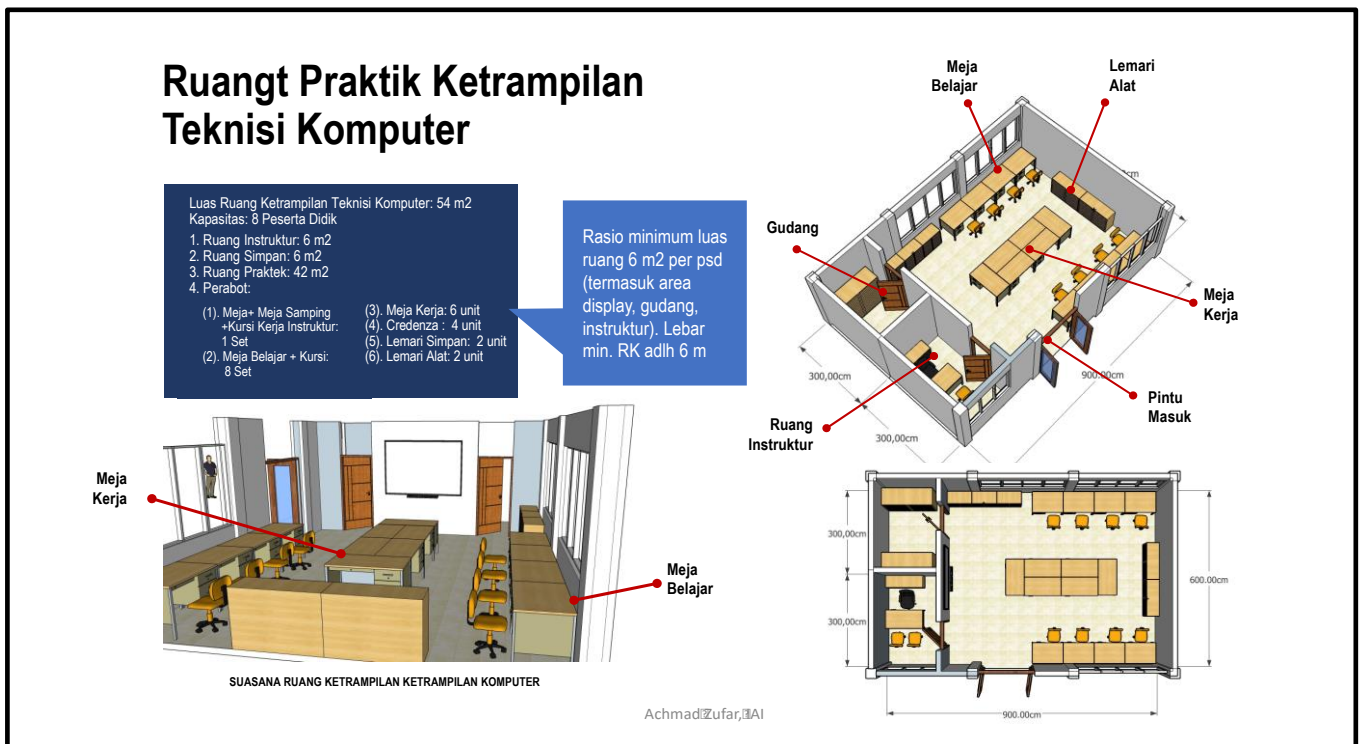 Ruangt Praktik Ketrampilan
Teknisi Komputer
Luas Ruang Ketrampilan Teknisi Komputer: 54 m2
Kapasitas: 8 Peserta Didik
1. Ruang Instruktur: 6 m2
2. Ruang Simpan: 6 m2
3. Ruang Praktek: 42 m2
4. Perabot:
(1). Meja+ Meja Samping
+Kursi Kerja Instruktur:
1 Set
(2). Meja Belajar + Kursi:
8 Set
(3). Meja Kerja: 6 unit
(4). Credenza : 4 unit
(5). Lemari Simpan: 2 unit
(6). Lemari Alat: 2 unit
Rasio minimum luas
ruang 6 m2 per psd
(termasuk area
display, gudang,
instruktur). Lebar
min. RK adlh 6 m
Meja
Belajar
Lemari
Alat
cm
Gudang
Meja
Kerja
300,00cm
900.00cm
Pintu
Masuk
Ruang
Instruktur
300,00cm
Meja
Kerja
Meja
Belajar
SUASANA RUANG KETRAMPILAN KETRAMPILAN KOMPUTER
300,00cm
600.00cm
300,00cm
900.00cm
Achmad Zufar, IAI